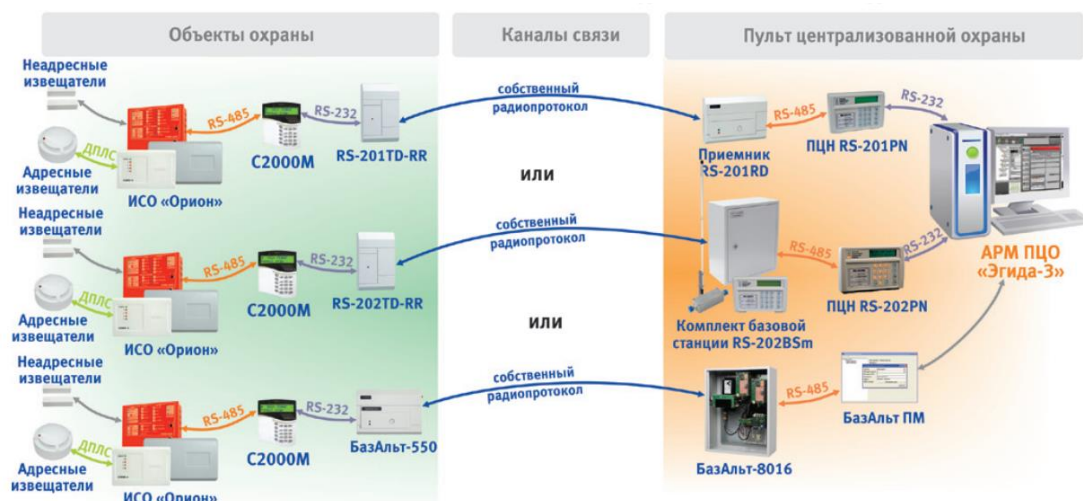 Объекты охраны
Каналы связи
Пульт централизованной охраны
Неадресные
извещатели
RS-485
RS-232
ДПЛС
C2000M
RS-201TD-RR
Адресные
извещатели
ИСО «Орион»
собственный
радиопротокол
RS-485
RS-232
Приемник
RS-201RD
ПЦН RS-201PN
или
Неадресные
извещатели
RS-485
RS-232
ДПЛС
C2000M
RS-202TD-RR
Адресные
извещатели
ИСО «Орион»
собственный
радиопротокол
RS-485
RS-232
АРМ ПЦО
«Эгида-3»
ПЦН RS-202PN
Комплект базовой
станции RS-202BSm
или
Неадресные
извещатели
RS-485
RS-232
ДПЛС
C2000M
БазАльт-550
Адресные
извещатели
ИСО «Орион»
собственный
радиопротокол
RS-485
БазАльт ПМ
БазАльт-8016